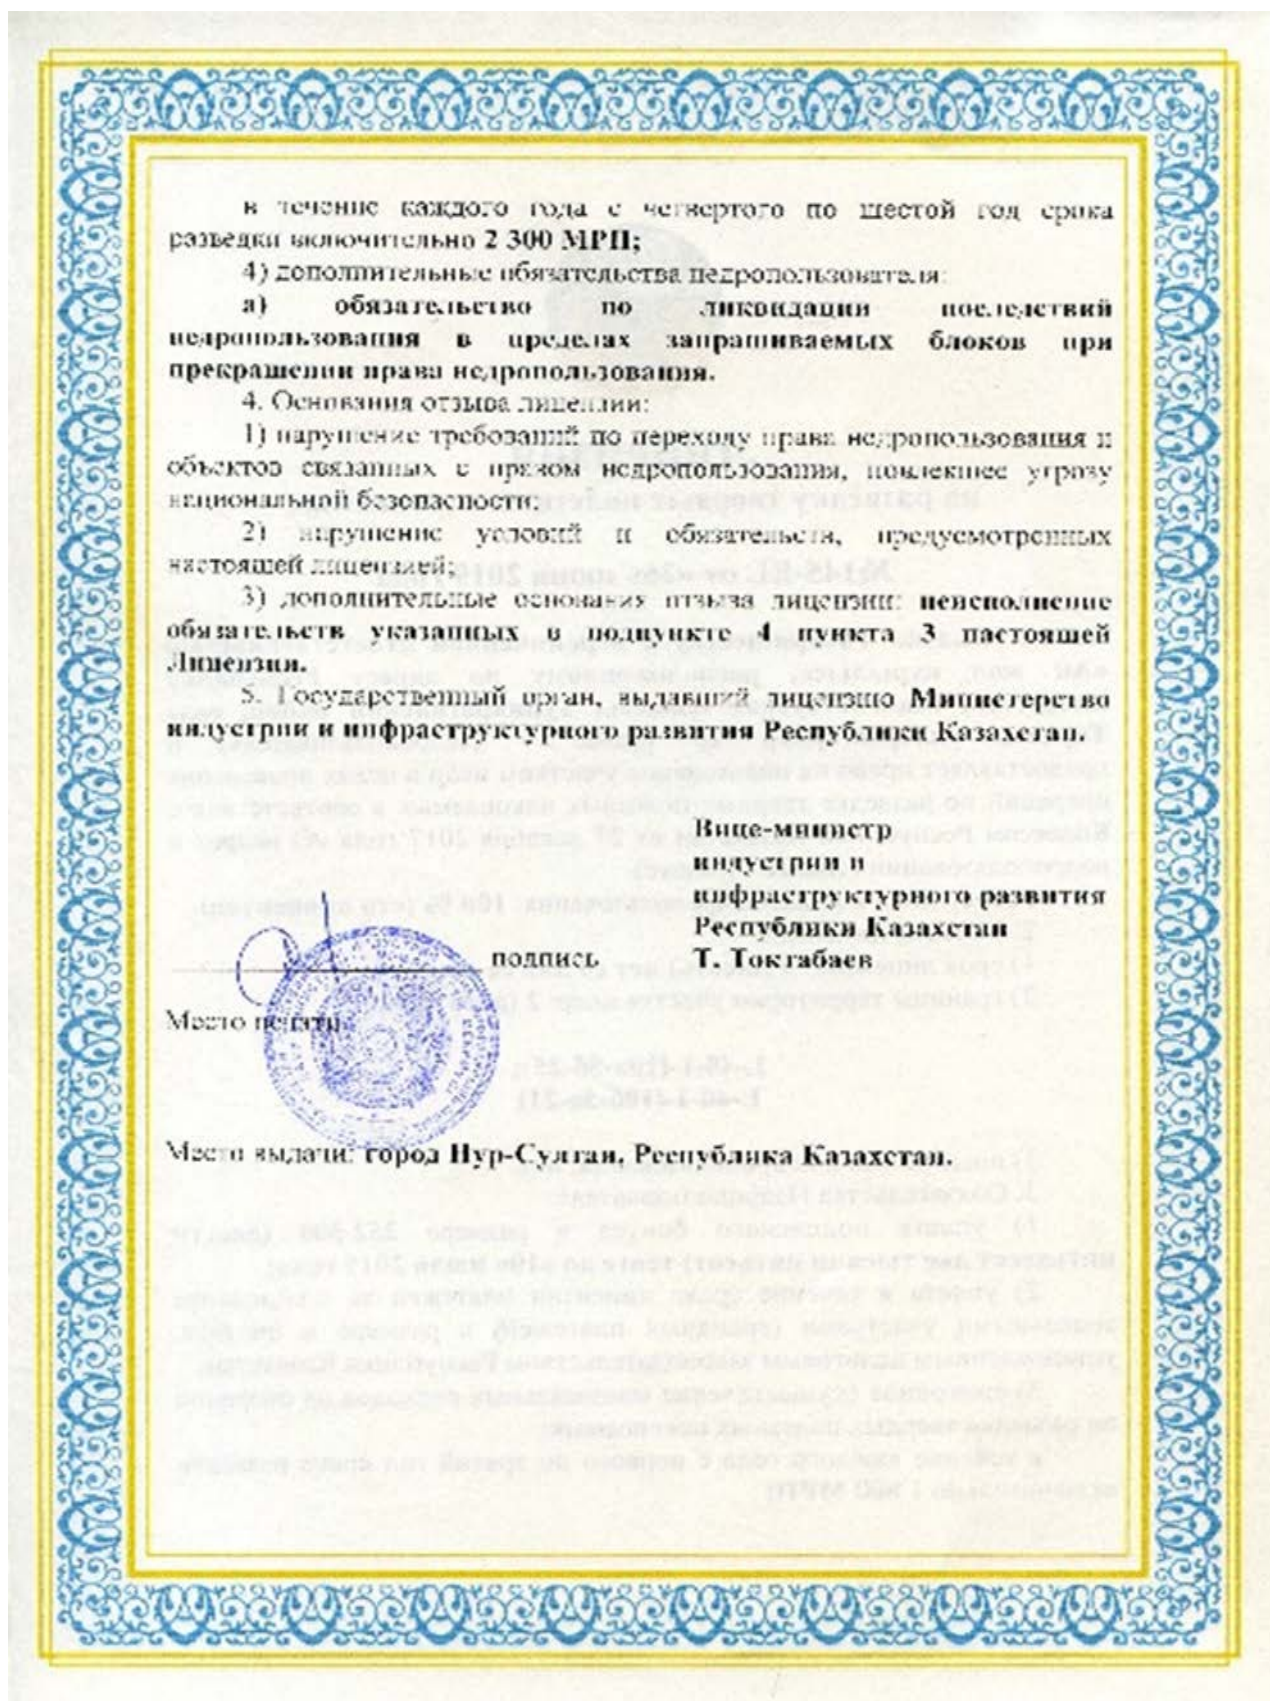 в течение каждого года с четвертого по шестой год срока
разведки включительно 2 300 МРП;
4) дополнительные обязательства недропользователя:
а) обязательство по ликвидации последствий
недропользования в пределах запрашиваемых блоков при
прекращении права недропользования.
4. Основания отзыва лицензии:
1) нарушение требований по переходу права недропользования и
объектов связанных с правом недропользования, повлекшее угрозу
национальной безопасности;
2) нарушение условий и обязательств, предусмотренных
настоящей лицензией;
3) дополнительные основания отзыва лицензии: неисполнение
обязательств указанных в подпункте 4 пункта 3 настоящей
Лицензии.
5. Государственный орган, выдавший лицензию Министерство
индустрии и инфраструктурного развития Республики Казахстан.
Вице-министр
индустрии и
инфраструктурного развития
Республики Казахстан
подпись Т. Токтабаев
Место печати
Место выдачи: город Нур-Султан, Республика Казахстан.